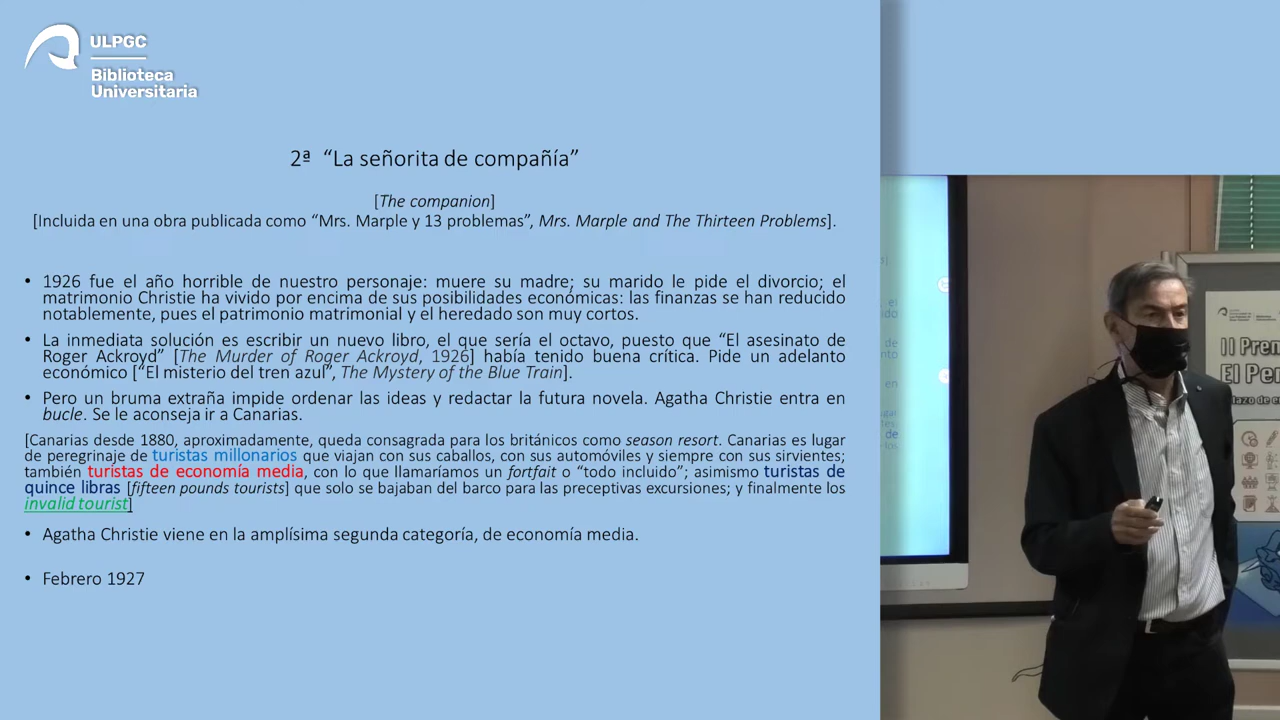 ULPGC
Biblioteca
Universitaria
2ª “La señorita de compañía”
[The companion]
[Incluida en una obra publicada como “Mrs. Marple y 13 problemas”, Mrs. Marple and The Thirteen Problems].
• 1926 fue el año horrible de nuestro personaje: muere su madre; su marido le pide el divorcio; el
matrimonio Christie ha vivido por encima de sus posibilidades económicas: las finanzas se han reducido
notablemente, pues el patrimonio matrimonial y el heredado son muy cortos.
• La inmediata solución es escribir un nuevo libro, el que sería el octavo, puesto que “El asesinato de
Roger Ackroyd” [The Murder of Roger Ackroyd, 1926] había tenido buena crítica. Pide un adelanto
económico [“El misterio del tren azul”, The Mystery of the Blue Train].
• Pero un bruma extraña impide ordenar las ideas y redactar la futura novela. Agatha Christie entra en
bucle. Se le aconseja ir a Canarias.
[Canarias desde 1880, aproximadamente, queda consagrada para los británicos como season resort. Canarias es lugar
de peregrinaje de turistas millonarios que viajan con sus caballos, con sus automóviles y siempre con sus sirvientes;
también turistas de economía media, con lo que llamaríamos un fortfait o “todo incluido”; asimismo turistas de
quince libras [fifteen pounds tourists] que solo se bajaban del barco para las preceptivas excursiones; y finalmente los
invalid tourist]
• Agatha Christie viene en la amplísima segunda categoría, de economía media.
• Febrero 1927
II Prem
El Per